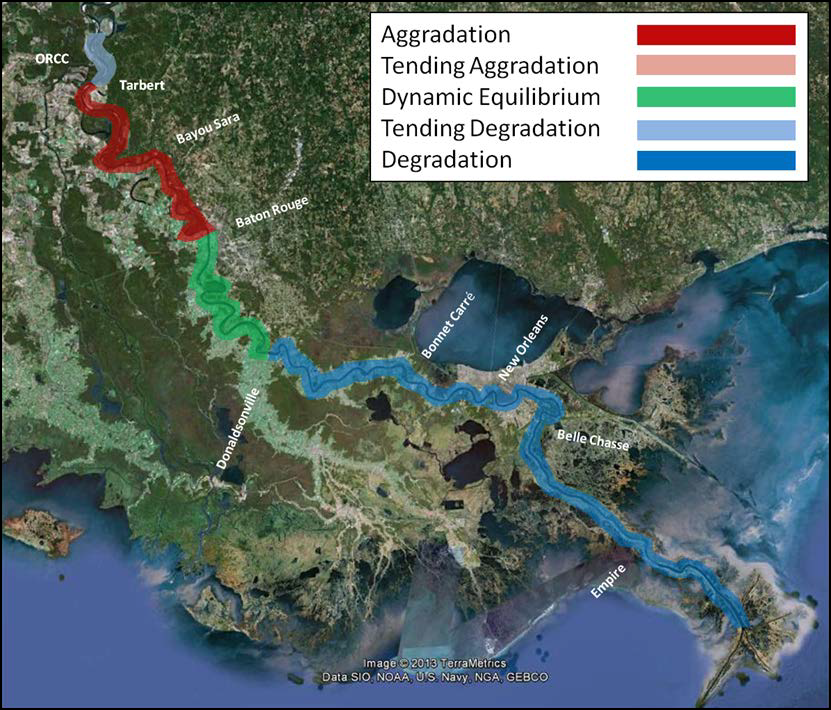 Aggradation
Tending Aggradation
Dynamic Equilibrium
Tending Degradation
Degradation
ORCC
Tarbert
Bayou Sara
Baton Rouge
Bonnet Carré
New Orleans
Donaldsonville
Belle Chasse
Empire
Image © 2013 TerraMetrics
Data SIO, NOAA, U.S. Navy, NGA, GEBCO